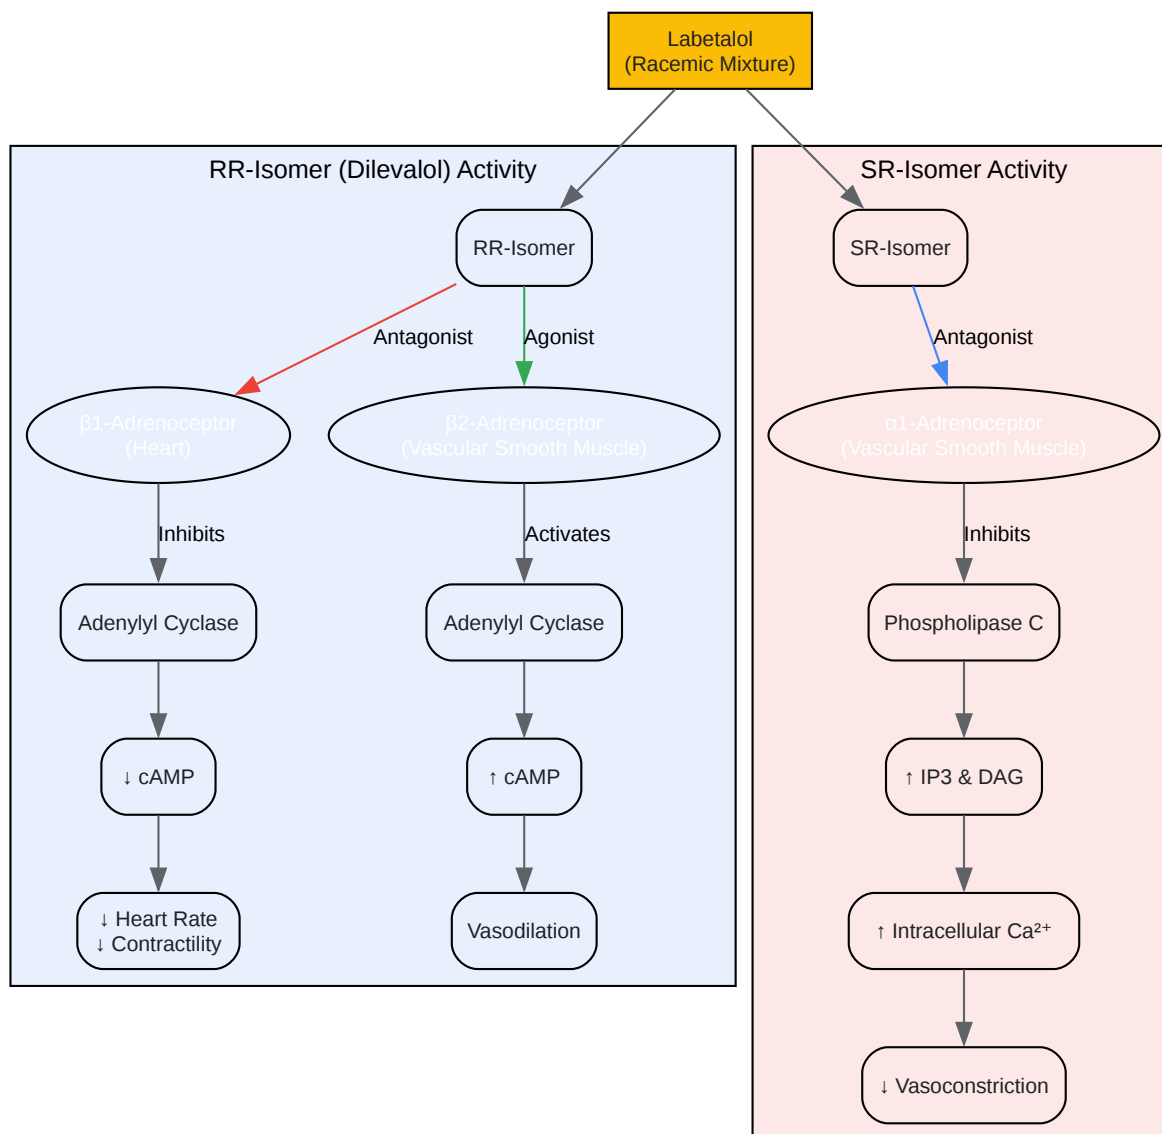 Labetalol
(Racemic Mixture)
RR-Isomer (Dilevalol) Activity
SR-Isomer Activity
RR-Isomer
SR-Isomer
Antagonist
Agonist
Antagonist
β1-Adrenoceptor
(Heart)
β2-Adrenoceptor
(Vascular Smooth Muscle)
α1-Adrenoceptor
(Vascular Smooth Muscle)
Inhibits
Activates
Inhibits
Adenylyl Cyclase
Adenylyl Cyclase
Phospholipase C
↓ cAMP
↑ cAMP
↑ IP3 & DAG
↓ Heart Rate
↓ Contractility
Vasodilation
↑ Intracellular Ca²⁺
↓ Vasoconstriction